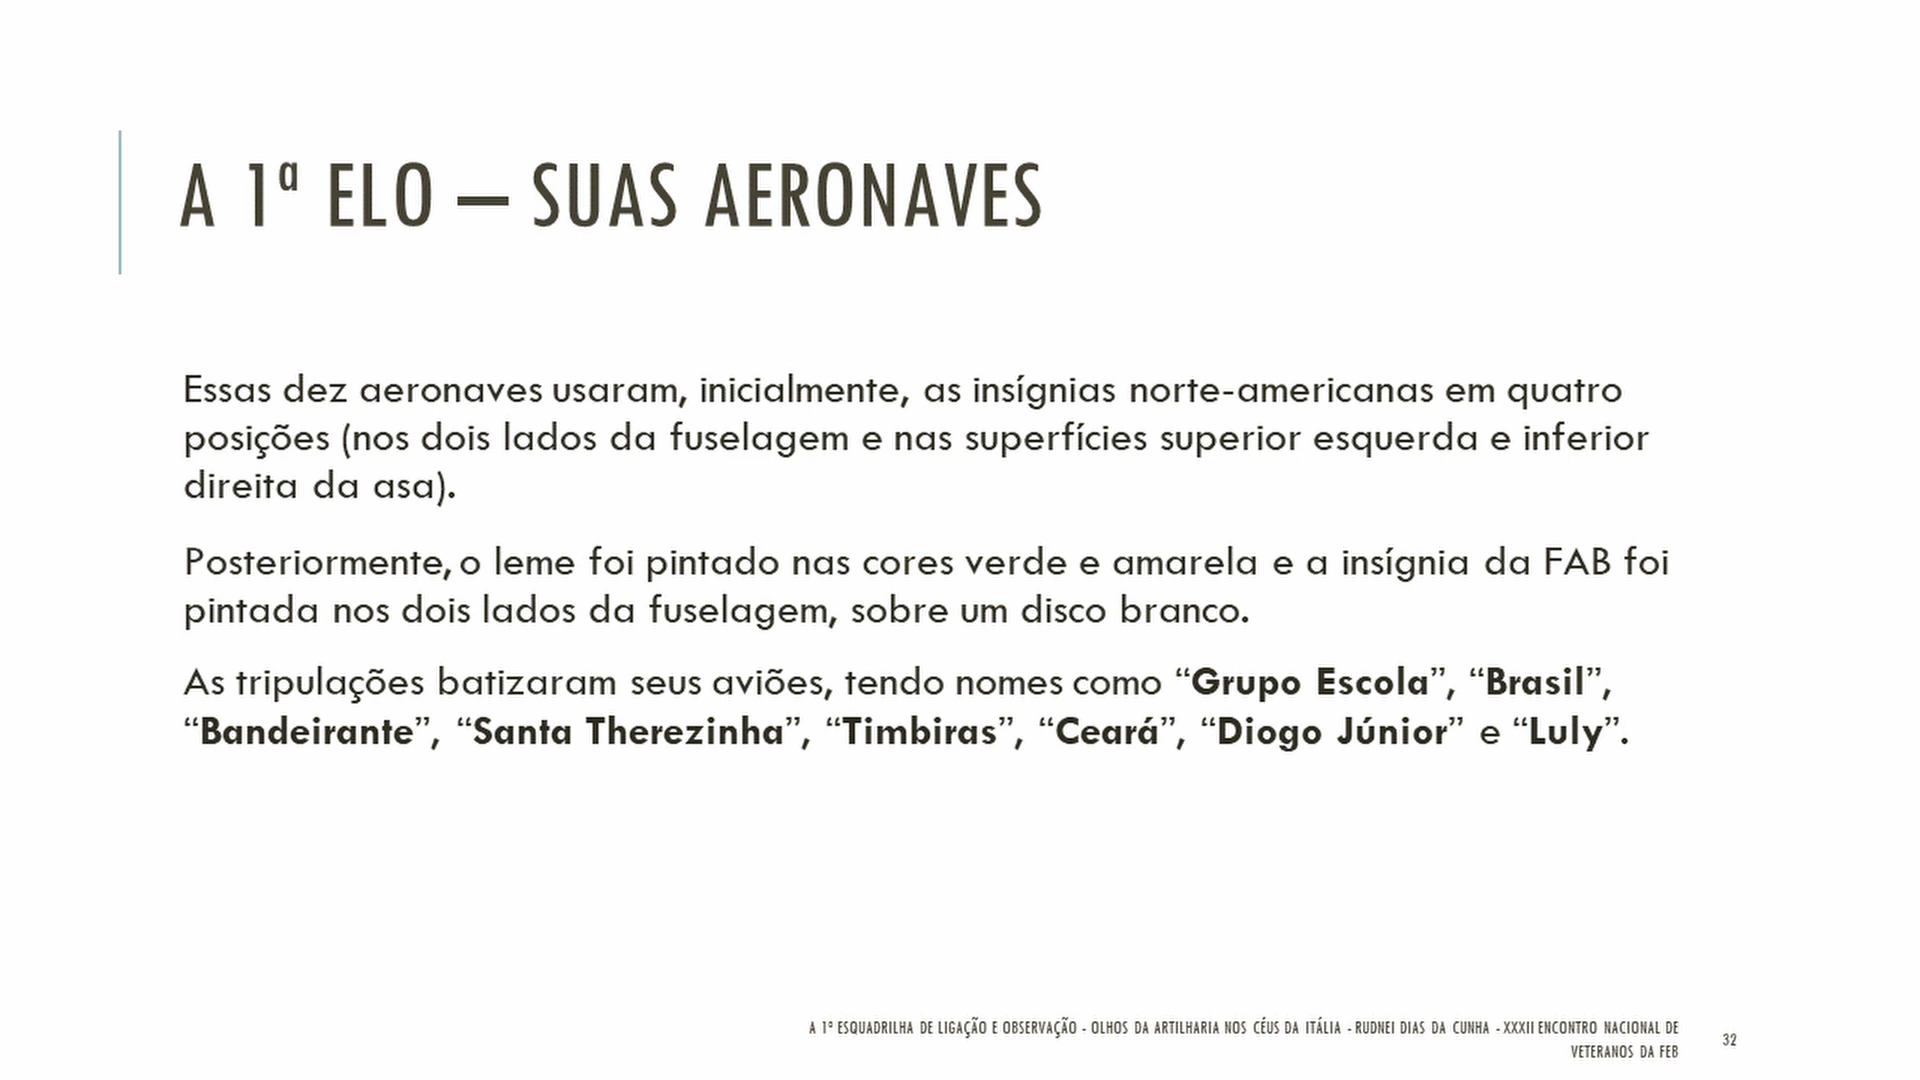 A 1ª ELO – SUAS AERONAVES
Essas dez aeronaves usaram, inicialmente, as insígnias norte-americanas em quatro
posições (nos dois lados da fuselagem e nas superfícies superior esquerda e inferior
direita da asa).
Posteriormente, o leme foi pintado nas cores verde e amarela e a insígnia da FAB foi
pintada nos dois lados da fuselagem, sobre um disco branco.
As tripulações batizaram seus aviões, tendo nomes como “Grupo Escola”, “Brasil”,
“Bandeirante”, “Santa Therezinha”, “Timbiras”, “Ceará”, “Diogo Júnior” e “Luly”.
A 1ª ESQUADRILHA DE LIGAÇÃO E OBSERVAÇÃO - OLHOS DA ARTILHARIA NOS CÉUS DA ITÁLIA - RUDNEI DIAS DA CUNHA - XXXII ENCONTRO NACIONAL DE
VETERANOS DA FEB
32